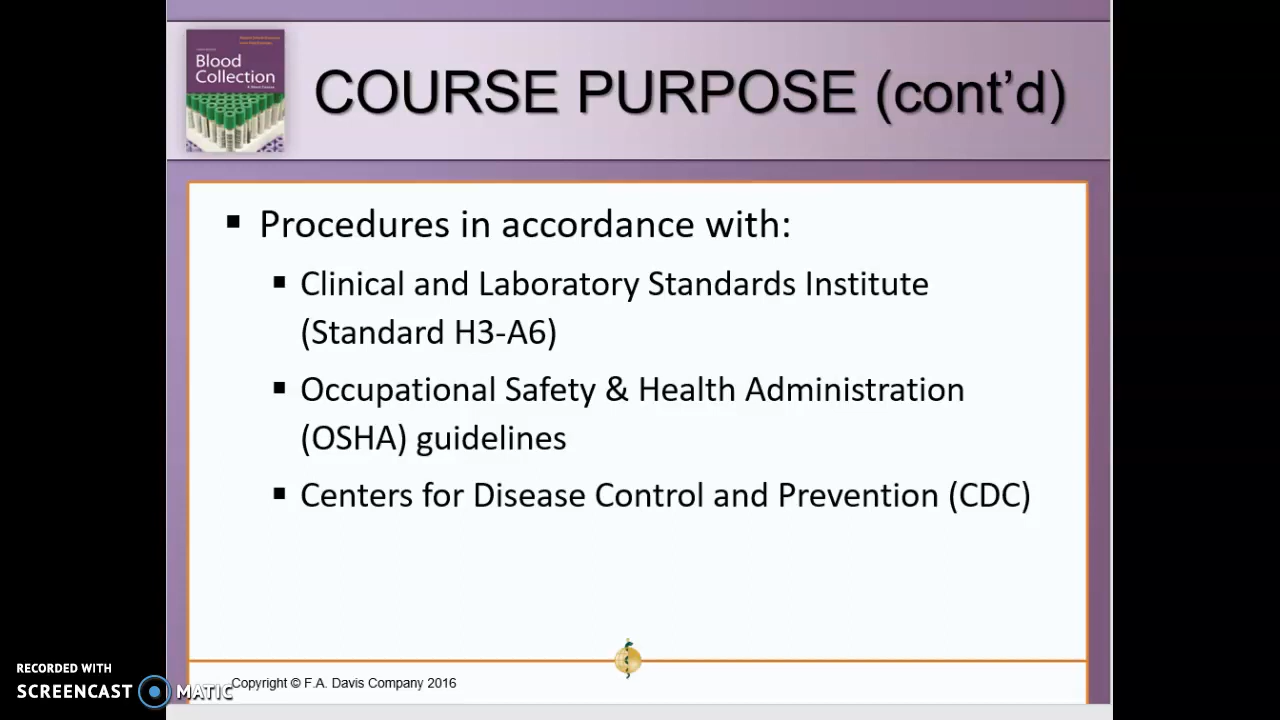 Blood
Collection
COURSE PURPOSE (cont’d)
▪ Procedures in accordance with:
▪ Clinical and Laboratory Standards Institute
(Standard H3-A6)
▪ Occupational Safety & Health Administration
(OSHA) guidelines
▪ Centers for Disease Control and Prevention (CDC)
Copyright © F.A. Davis Company 2016
RECORDED WITH
SCREENCAST MATIC